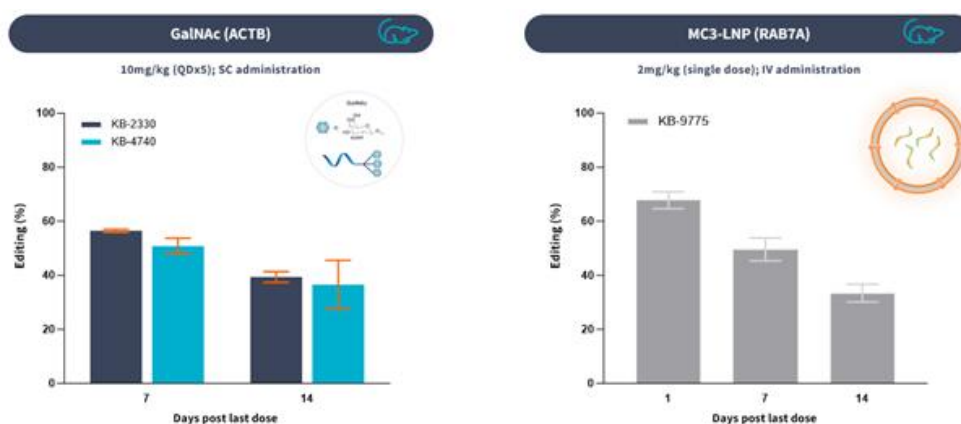 GalNAc (ACTB)
10mg/kg (QDx5); SC administration
KB-2330
KB-4740
100
80
60
40
20
0
Editing (%)
7
14
Days post last dose
MC3-LNP (RAB7A)
2mg/kg (single dose); IV administration
KB-9775
100
80
60
40
20
0
Editing (%)
1
7
14
Days post last dose